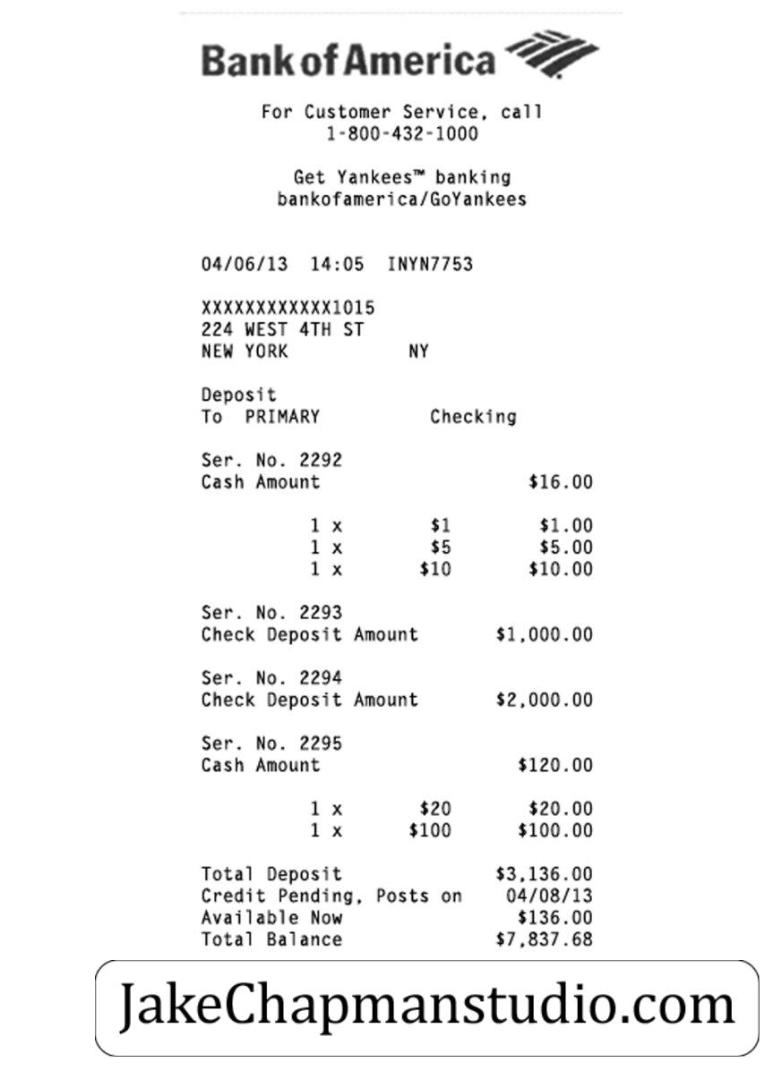 Bank of America
For Customer Service, call
1-800-432-1000
Get Yankees™ banking
bankofamerica/GoYankees
04/06/13 14:05 INYN7753
XXXXXXXXXXXX1015
224 WEST 4TH ST
NEW YORK NY
Deposit
To PRIMARY Checking
Ser. No. 2292
Cash Amount $16.00
1 x $1 $1.00
1 x $5 $5.00
1 x $10 $10.00
Ser. No. 2293
Check Deposit Amount $1,000.00
Ser. No. 2294
Check Deposit Amount $2,000.00
Ser. No. 2295
Cash Amount $120.00
1 x $20 $20.00
1 x $100 $100.00
Total Deposit $3,136.00
Credit Pending, Posts on 04/08/13
Available Now $136.00
Total Balance $7,837.68
JakeChapmanstudio.com